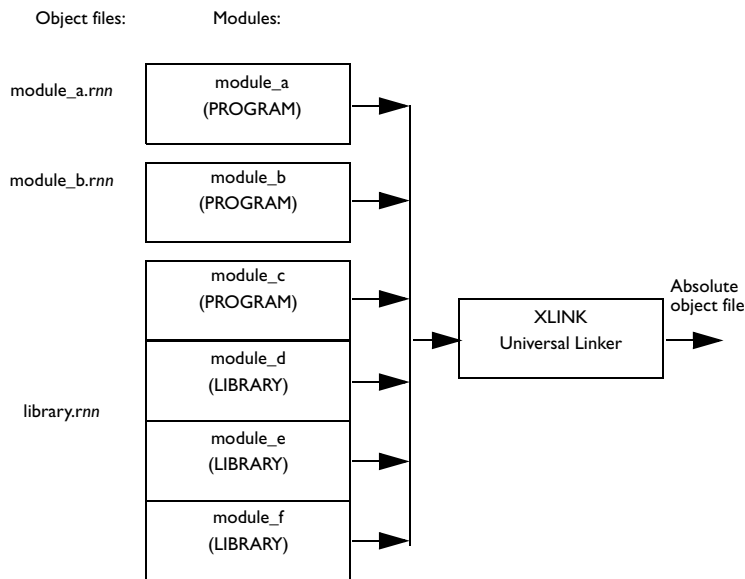 Object files:
Modules:
module_a.rnn
module_a
(PROGRAM)
module_b.rnn
module_b
(PROGRAM)
module_c
(PROGRAM)
library.rnn
module_d
(LIBRARY)
module_e
(LIBRARY)
module_f
(LIBRARY)
XLINK
Universal Linker
Absolute
object file